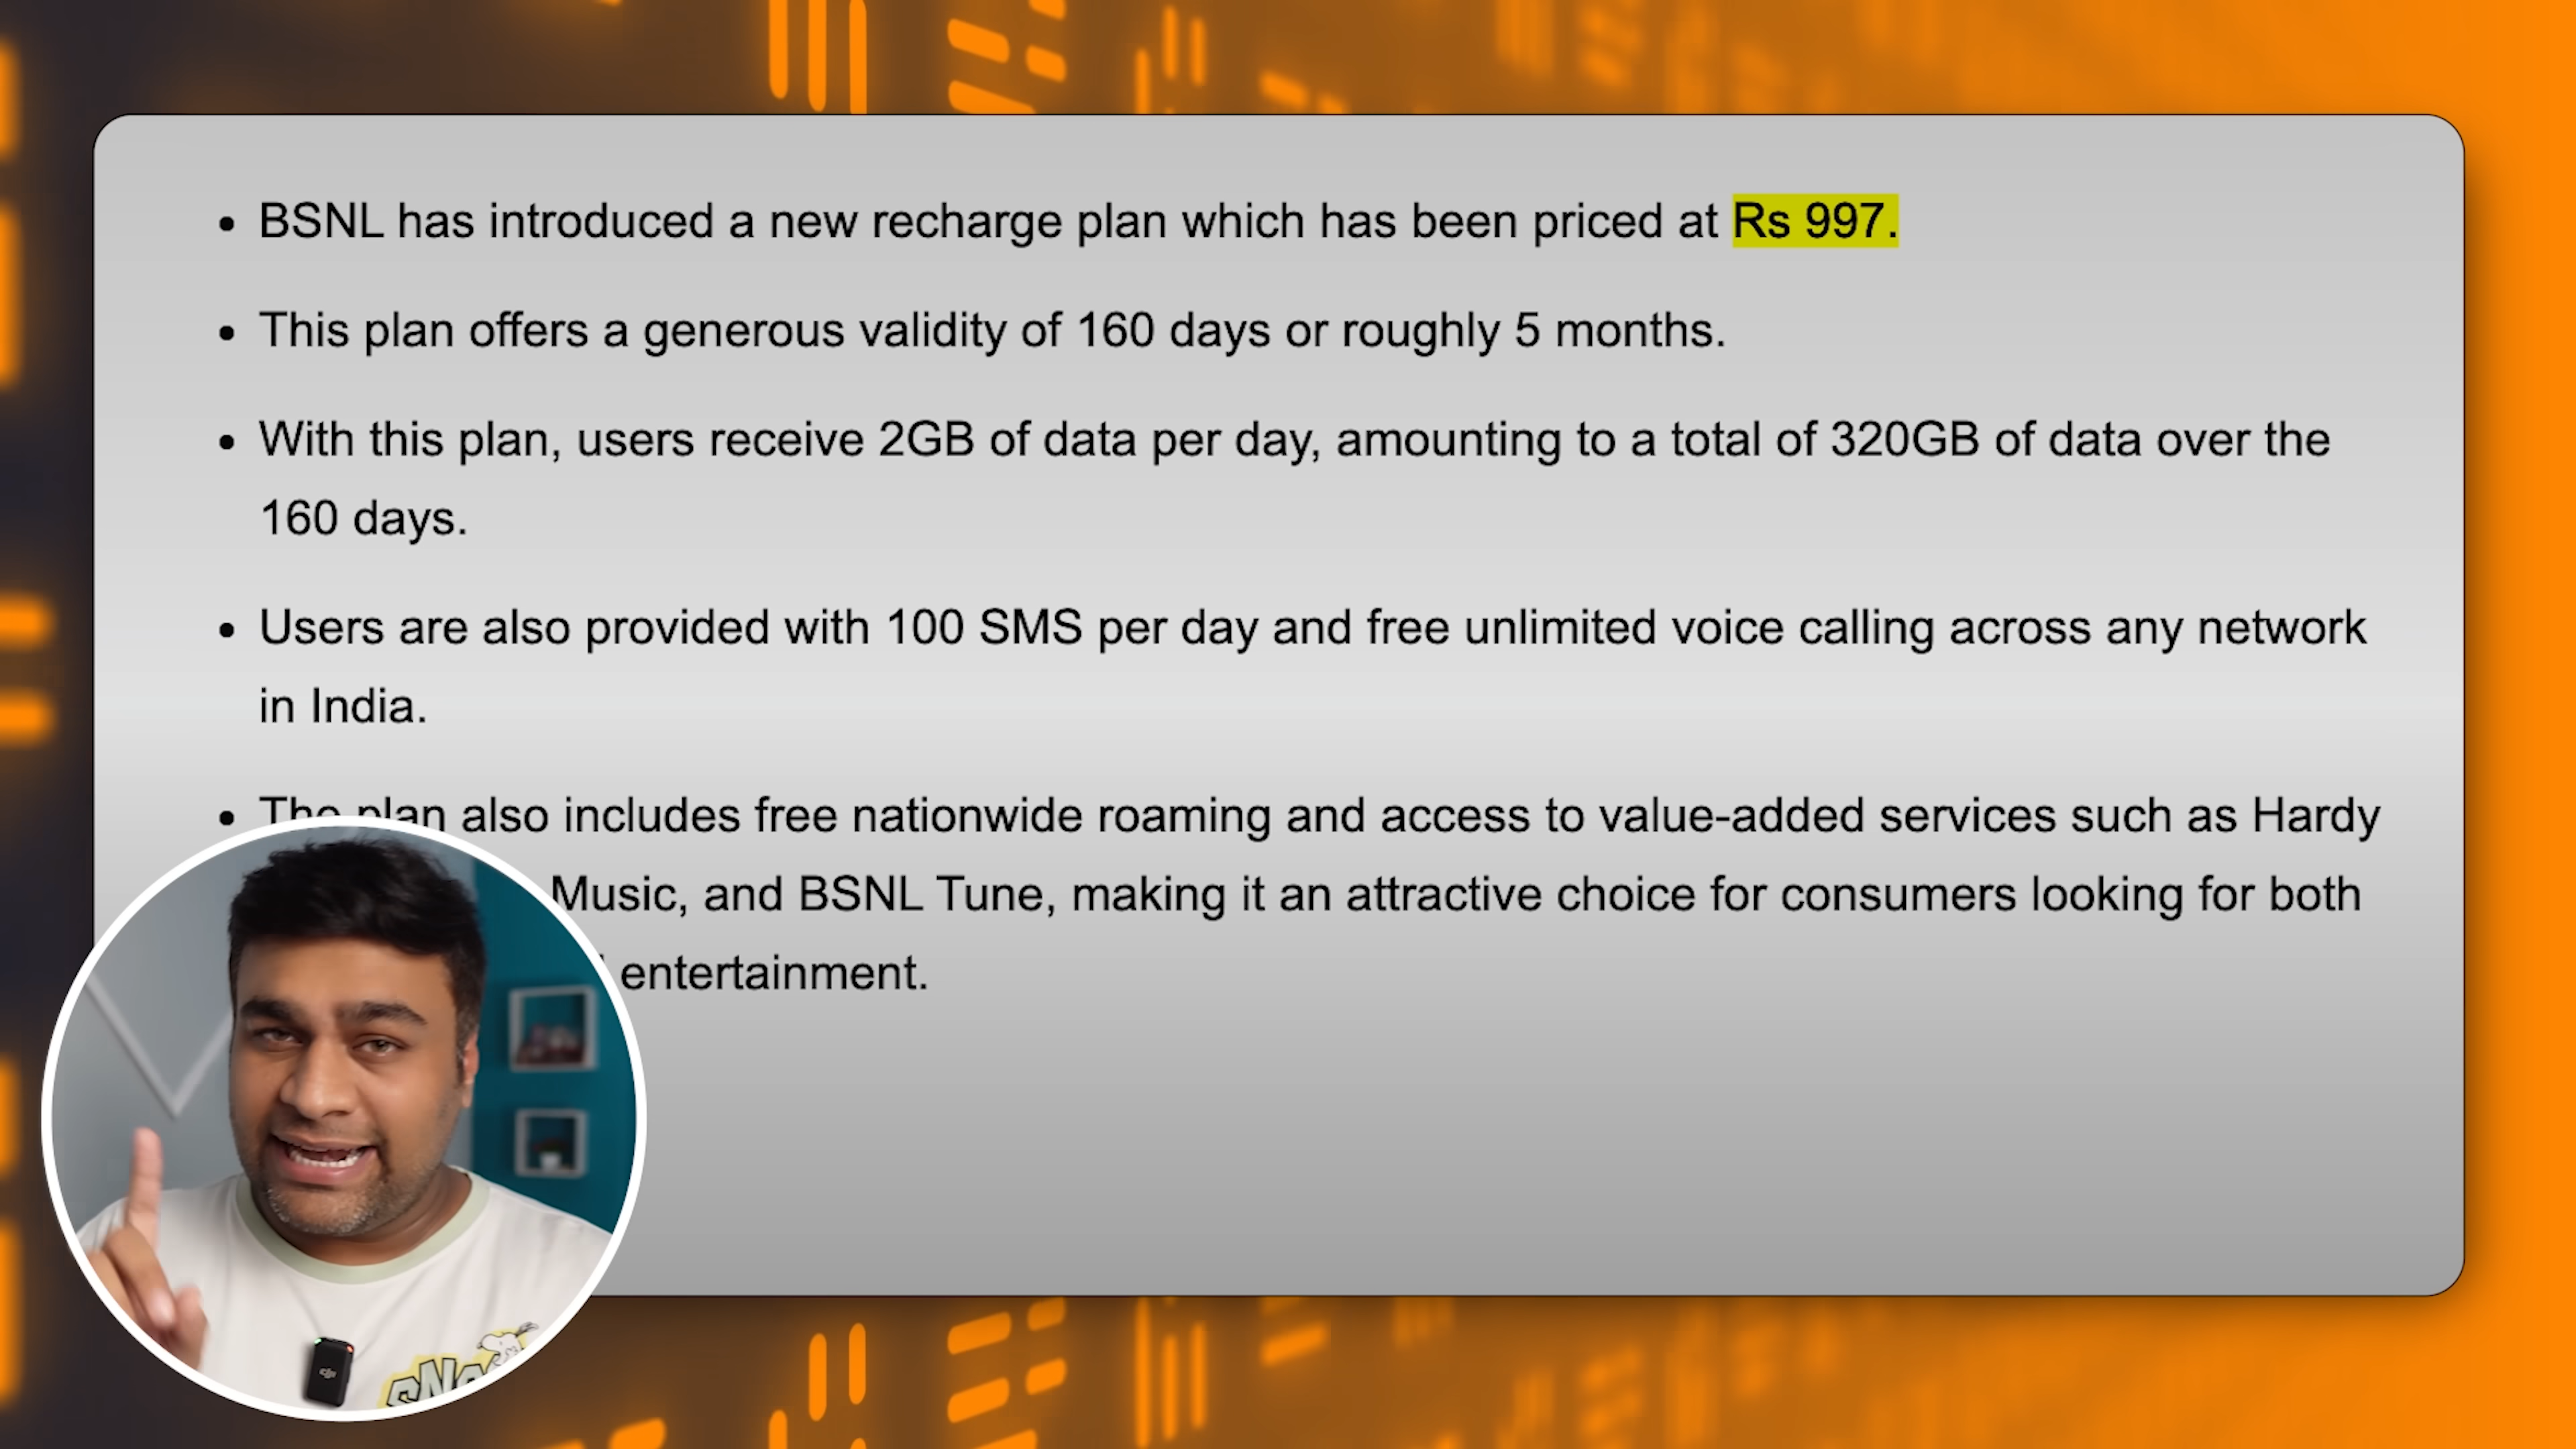 BSNL has introduced a new recharge plan which has been priced at Rs 997.
This plan offers a generous validity of 160 days or roughly 5 months.
With this plan, users receive 2GB of data per day, amounting to a total of 320GB of data over the
160 days.
Users are also provided with 100 SMS per day and free unlimited voice calling across any network
in India.
The plan also includes free nationwide roaming and access to value-added services such as Hardy
Music, and BSNL Tune, making it an attractive choice for consumers looking for both
entertainment.
dji